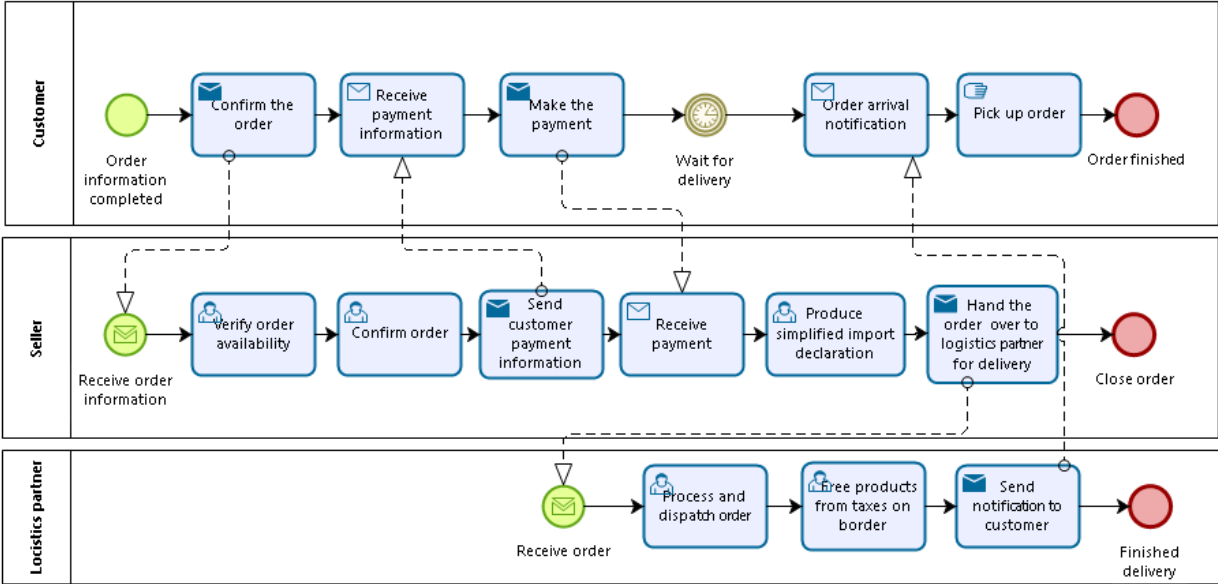 Customer
Confirm the
order
Receive
payment
information
Make the
payment
Order arrival
notification
Pick up order
Order
information
completed
Wait for
delivery
Order finished
Seller
Verify order
availability
Confirm order
Send
customer
payment
information
Receive
payment
Produce
simplified import
declaration
Hand the
order over to
logistics partner
for delivery
Receive order
information
Close order
Locistics partner
Process and
dispatch order
Free products
from taxes on
border
Send
notification to
customer
Receive order
Finished
delivery